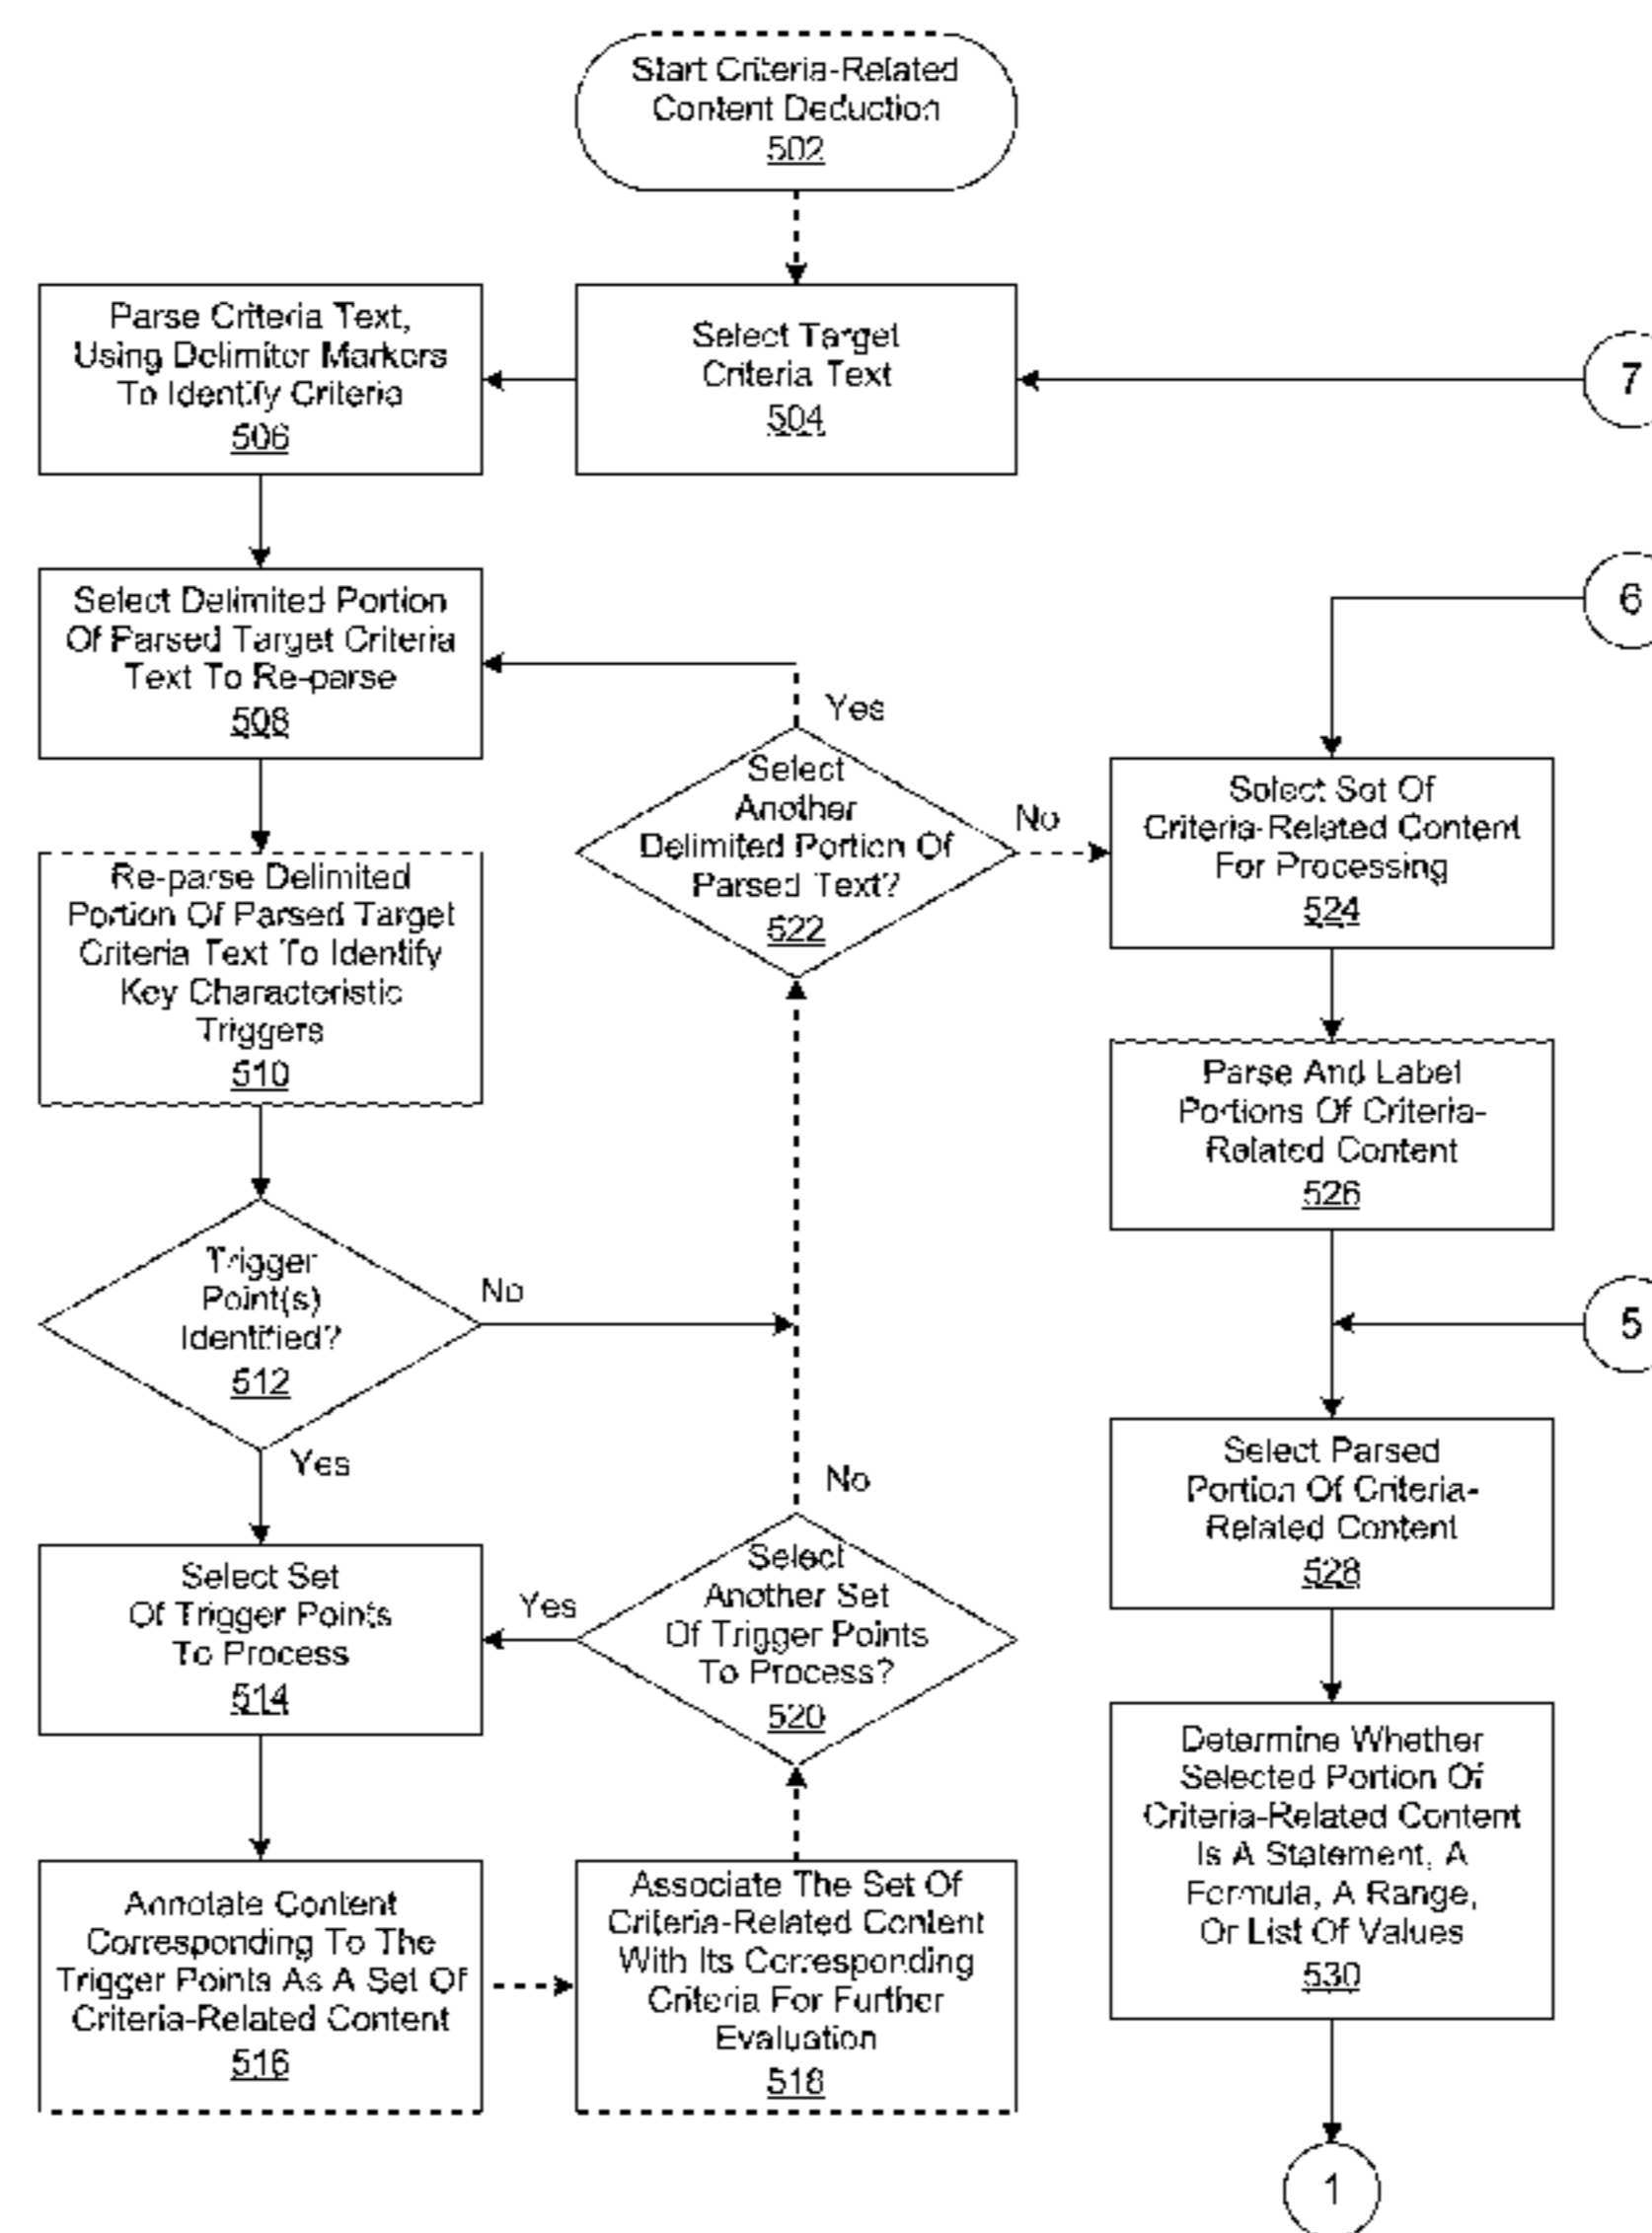 Start Criteria-Related
Content Deduction
502
Parse Criteria Text,
Using Delimiter Markers
To Identify Criteria
506
Select Target
Criteria Text
504
7
Select Delimited Portion
Of Parsed Target Criteria
Text To Re-parse
508
6
Yes
Select
Another
Delimited Portion Of
Parsed Text?
522
No
Select Set Of
Criteria-Related Content
For Processing
524
Re-parse Delimited
Portion Of Parsed Target
Criteria Text To Identify
Key Characteristic
Triggers
510
Parse And Label
Portions Of Criteria-
Related Content
526
Trigger
Point(s)
Identified?
512
No
Yes
5
Select Parsed
Portion Of Criteria-
Related Content
528
Select Set
Of Trigger Points
To Process
514
Yes
No
Select
Another Set
Of Trigger Points
To Process?
520
Determine Whether
Selected Portion Of
Criteria-Related Content
Is A Statement, A
Formula, A Range,
Or List Of Values
530
Annotate Content
Corresponding To The
Trigger Points As A Set Of
Criteria-Related Content
516
Associate The Set Of
Criteria-Related Content
With Its Corresponding
Criteria For Further
Evaluation
518
1